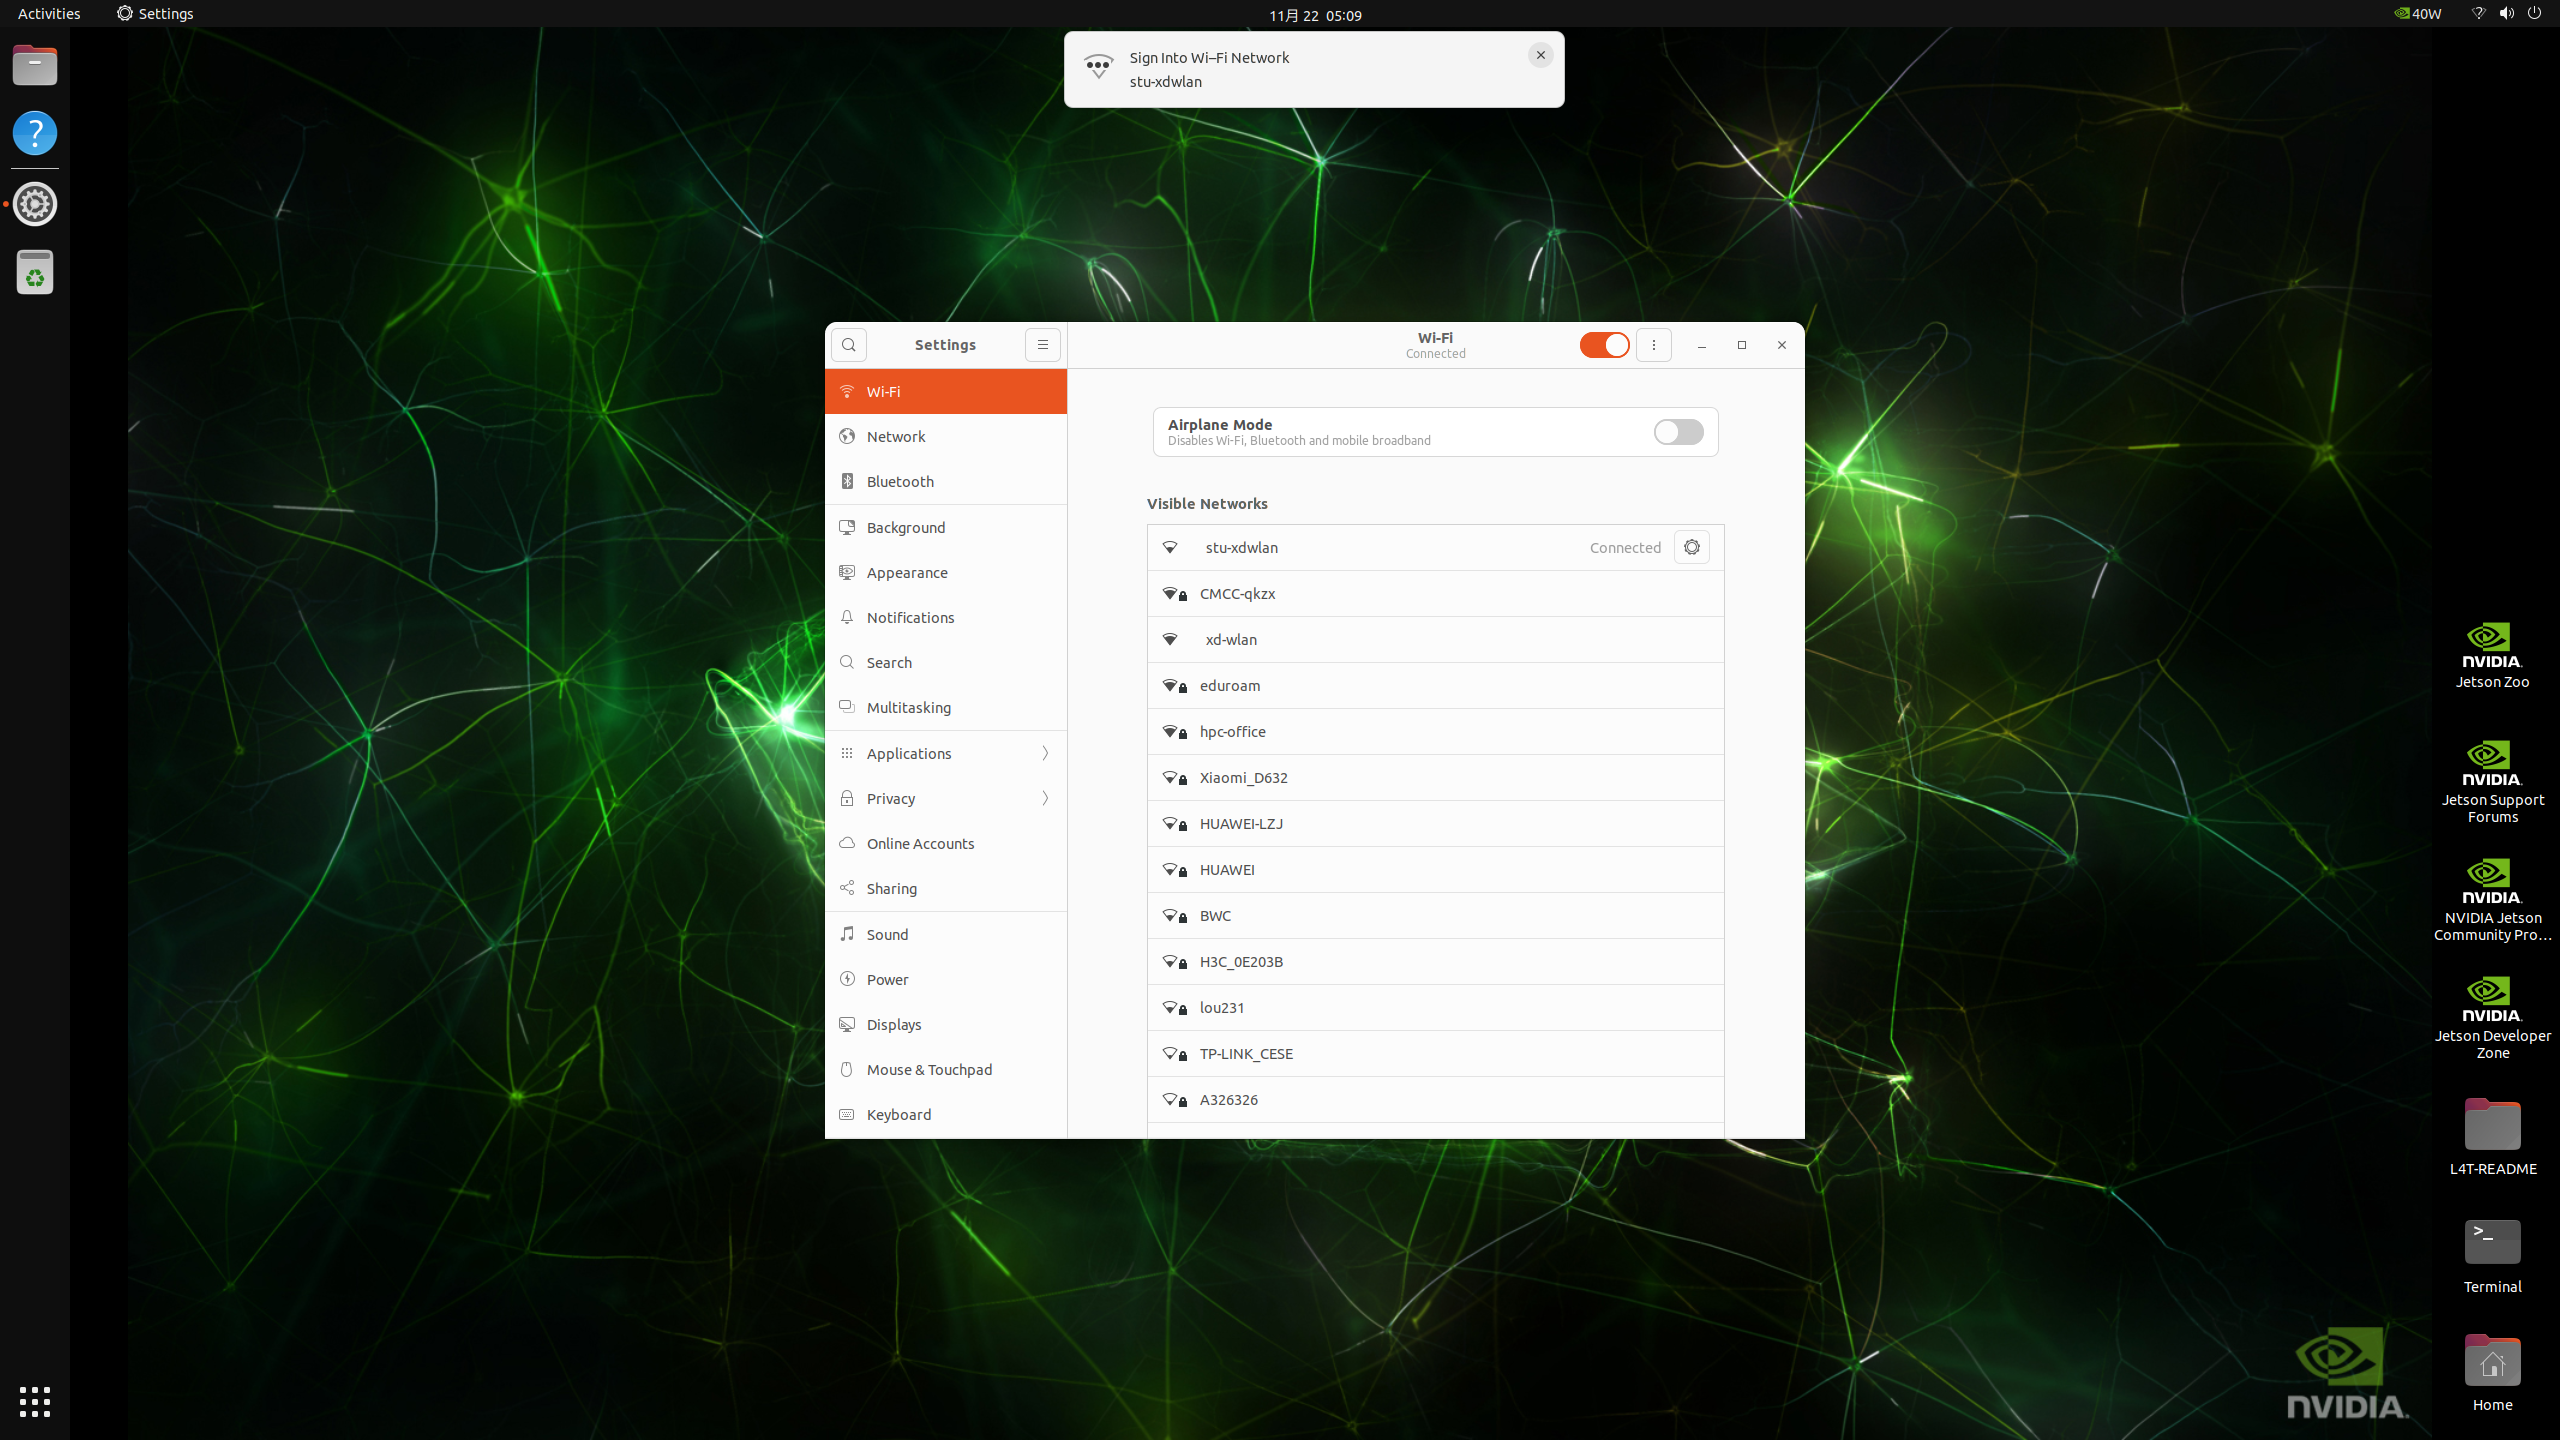 Activities
Settings
11月 22 05:09
40W
Sign Into Wi–Fi Network
stu-xdwlan
Settings
Wi-Fi
Connected
Wi-Fi
Network
Bluetooth
Background
Appearance
Notifications
Search
Multitasking
Applications
Privacy
Online Accounts
Sharing
Sound
Power
Displays
Mouse & Touchpad
Keyboard
Airplane Mode
Disables Wi-Fi, Bluetooth and mobile broadband
Visible Networks
stu-xdwlan Connected
CMCC-qkzx
xd-wlan
eduroam
hpc-office
Xiaomi_D632
HUAWEI-LZJ
HUAWEI
BWC
H3C_0E203B
lou231
TP-LINK_CESE
A326326
NVIDIA.
Jetson Zoo
NVIDIA.
Jetson Support
Forums
NVIDIA.
NVIDIA Jetson
Community Pro...
NVIDIA.
Jetson Developer
Zone
L4T-README
>_
Terminal
Home
NVIDIA.